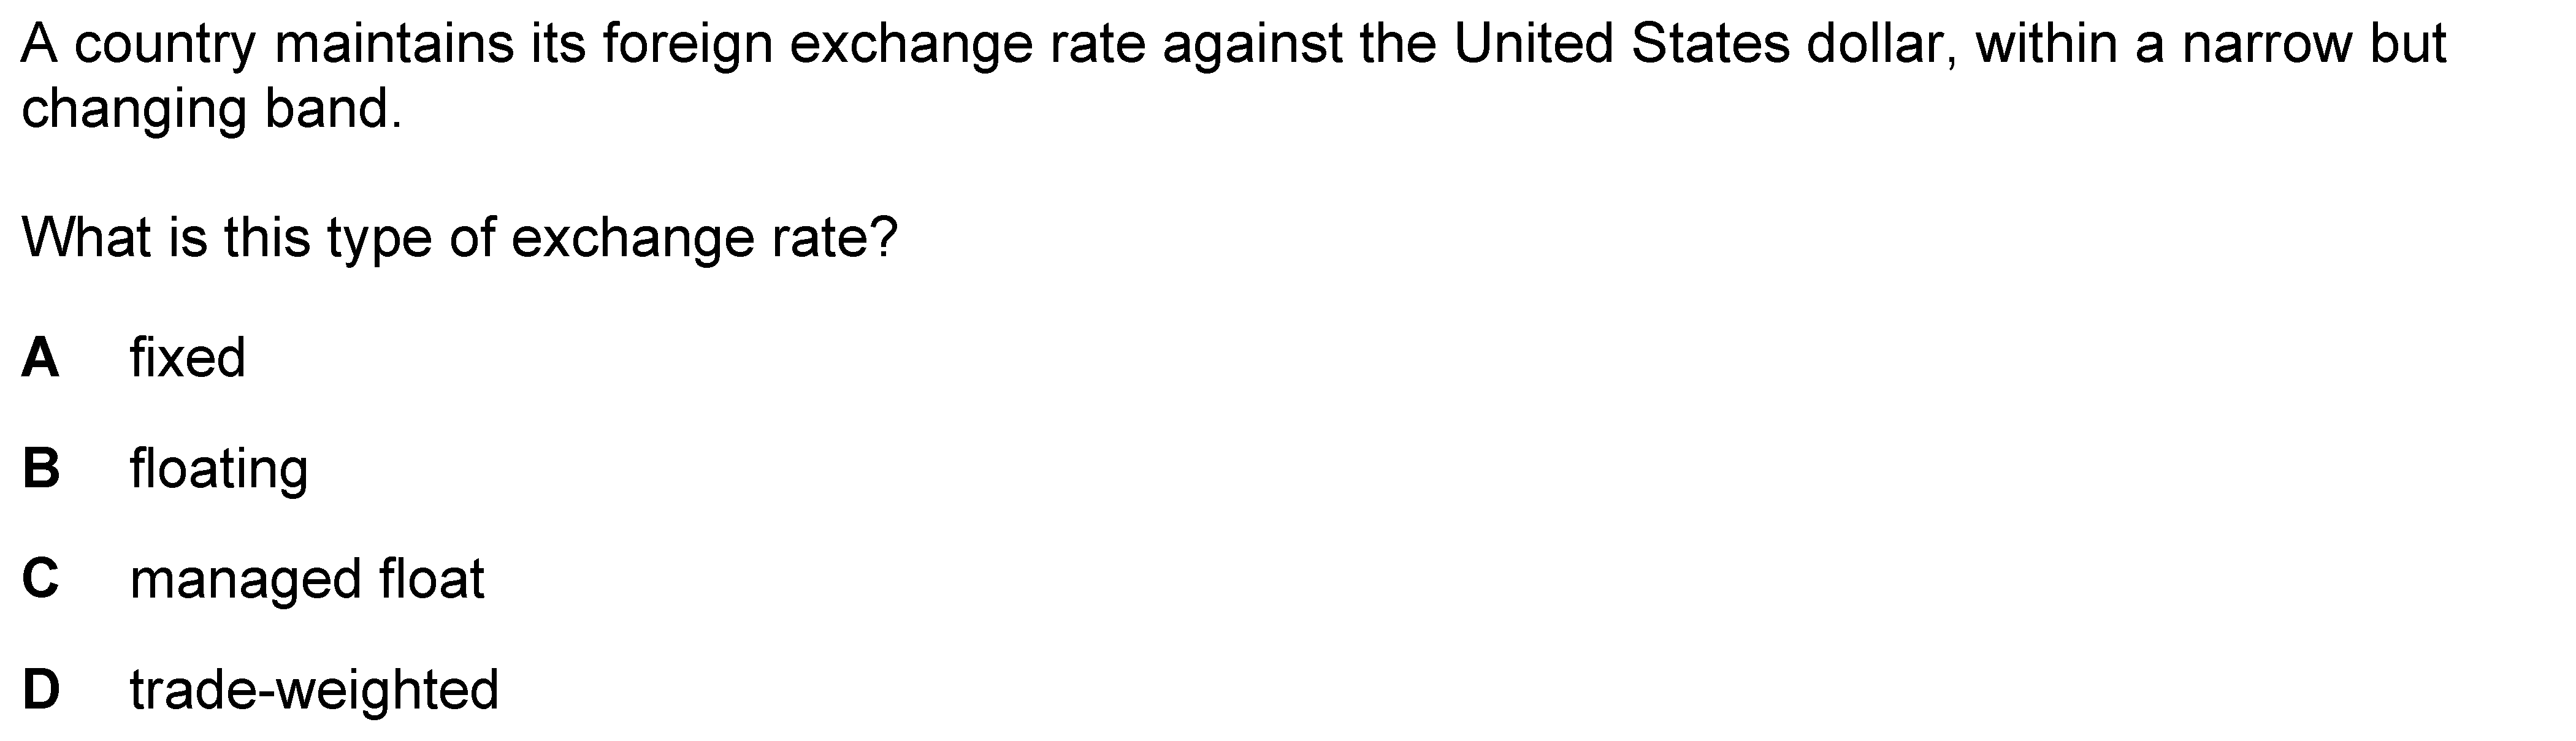 A country maintains its foreign exchange rate against the United States dollar, within a narrow but
changing band.
What is this type of exchange rate?
A fixed
B floating
C managed float
D trade-weighted